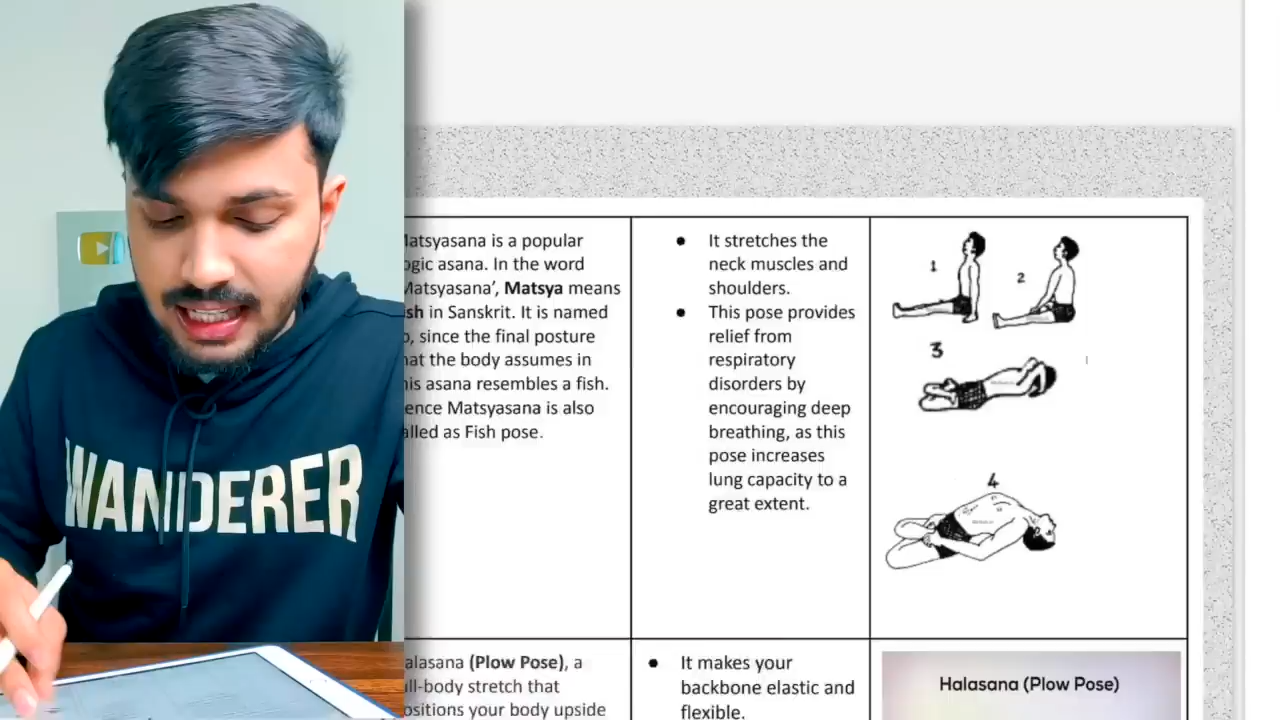 WANDERER
Matsyasana is a popular
ogic asana. In the word
Matsyasana’, Matsya means
sh in Sanskrit. It is named
o, since the final posture
hat the body assumes in
his asana resembles a fish.
ence Matsyasana is also
alled as Fish pose.
● It stretches the
neck muscles and
shoulders.
● This pose provides
relief from
respiratory
disorders by
encouraging deep
breathing, as this
pose increases
lung capacity to a
great extent.
1
2
3
4
alasana (Plow Pose), a
ull-body stretch that
ositions your body upside
● It makes your
backbone elastic and
flexible.
Halasana (Plow Pose)